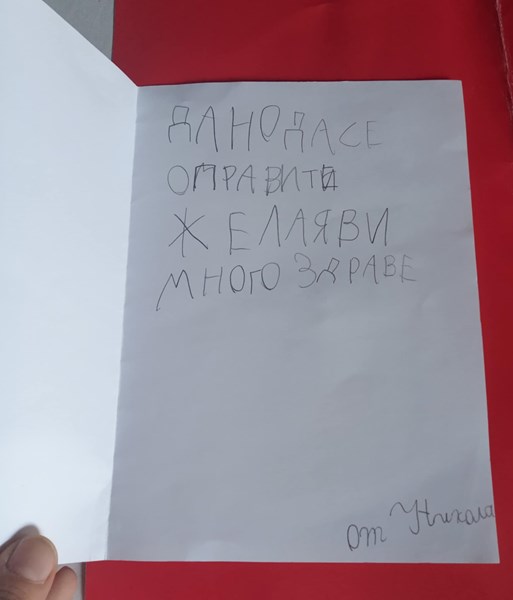 ДАНОДАСЕ
ОПРАВИТЕ
ЖЕЛАЯВИ
МНОГО ЗДРАВЕ
от Никола